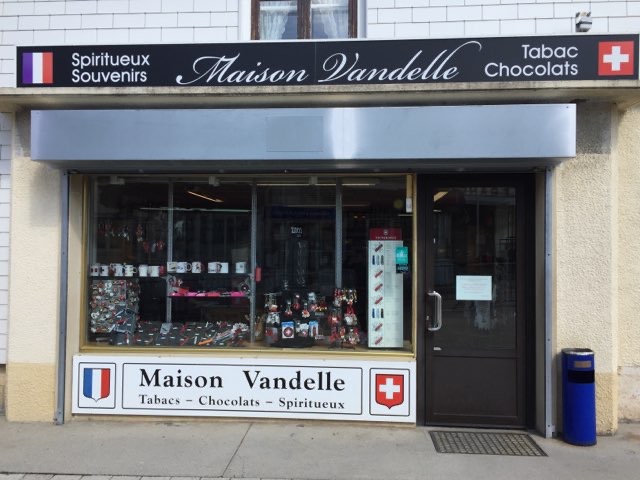 Spiritueux
Souvenirs
Maison Vandelle
Tabac
Chocolats
Maison Vandelle
Tabacs - Chocolats - Spiritueux